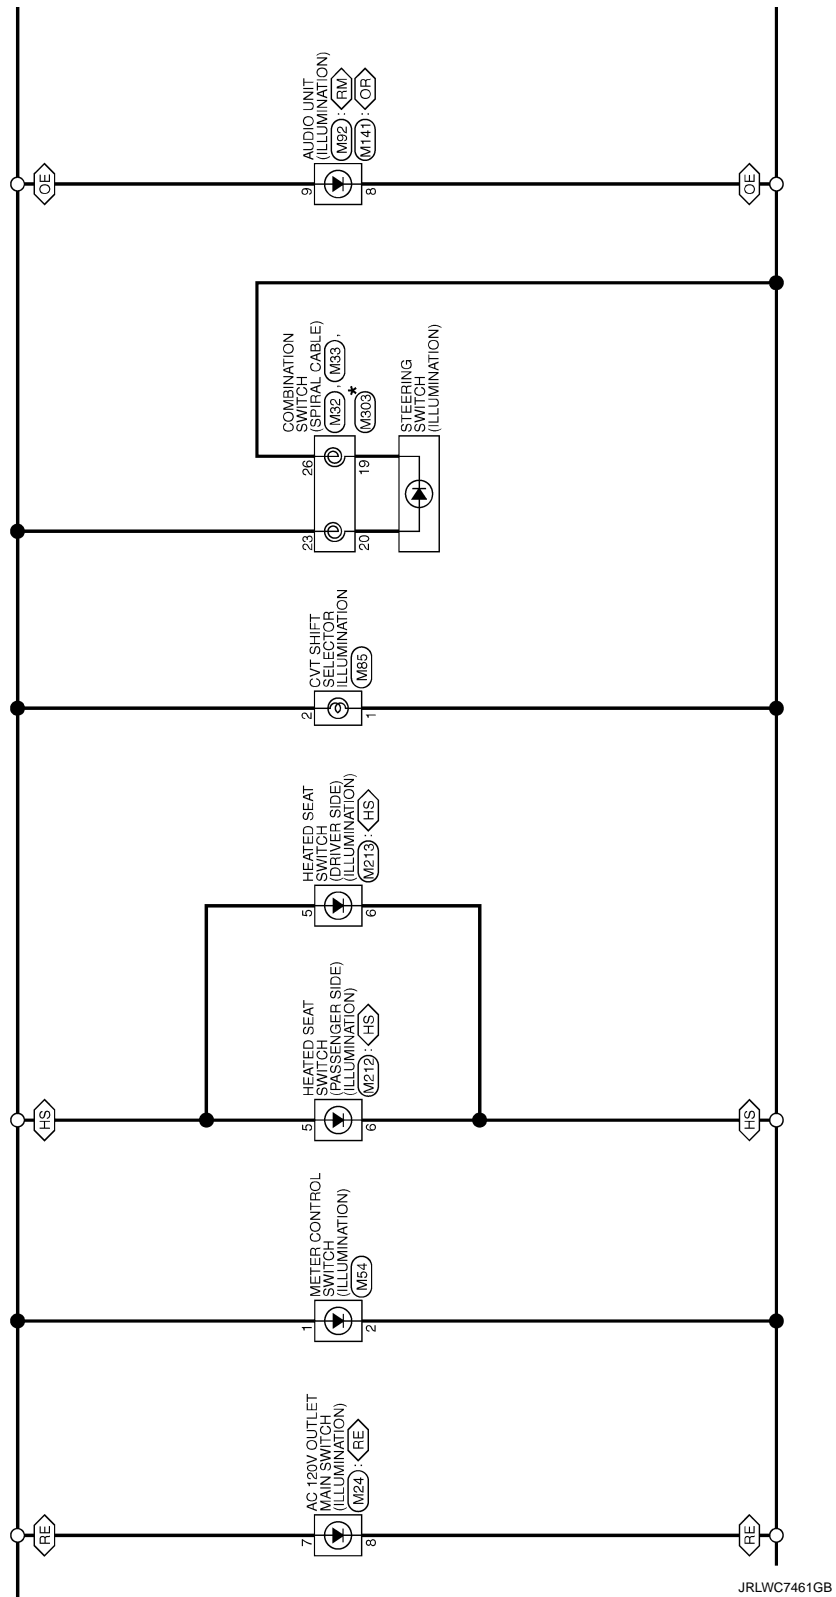 OE
9
AUDIO UNIT
(ILLUMINATION)
M92 : RM
M141 : OR
8
OE
26
23
COMBINATION
SWITCH
(SPIRAL CABLE)
M32 , M33 ,
M303 *
19
20
STEERING
SWITCH
(ILLUMINATION)
2
CVT SHIFT
SELECTOR
ILLUMINATION
M85
1
5
HEATED SEAT
SWITCH
(DRIVER SIDE)
(ILLUMINATION)
M213 : HS
6
HS
5
HEATED SEAT
SWITCH
(PASSENGER SIDE)
(ILLUMINATION)
M212 : HS
6
HS
1
METER CONTROL
SWITCH
(ILLUMINATION)
M54
2
RE
7
AC 120V OUTLET
MAIN SWITCH
(ILLUMINATION)
M24 : RE
8
RE
JRLWC7461GB